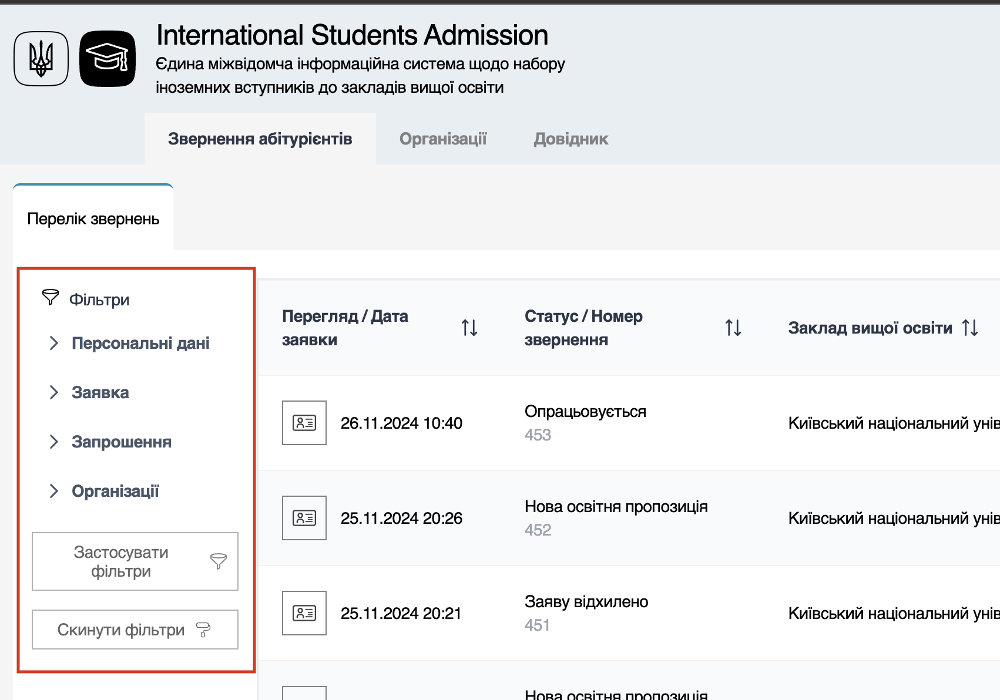 International Students Admission
Єдина міжвідомча інформаційна система щодо набору
іноземних вступників до закладів вищої освіти
Звернення абітурієнтів
Організації
Довідник
Перелік звернень
Фільтри
Персональні дані
Заявка
Запрошення
Організації
Застосувати
фільтри
Скинути фільтри
Перегляд / Дата
заявки
Статус / Номер
звернення
Заклад вищої освіти
26.11.2024 10:40
Опрацьовується
453
Київський національний унів
25.11.2024 20:26
Нова освітня пропозиція
452
Київський національний унів
25.11.2024 20:21
Заяву відхилено
451
Київський національний унів
Нова освітня пропозиція